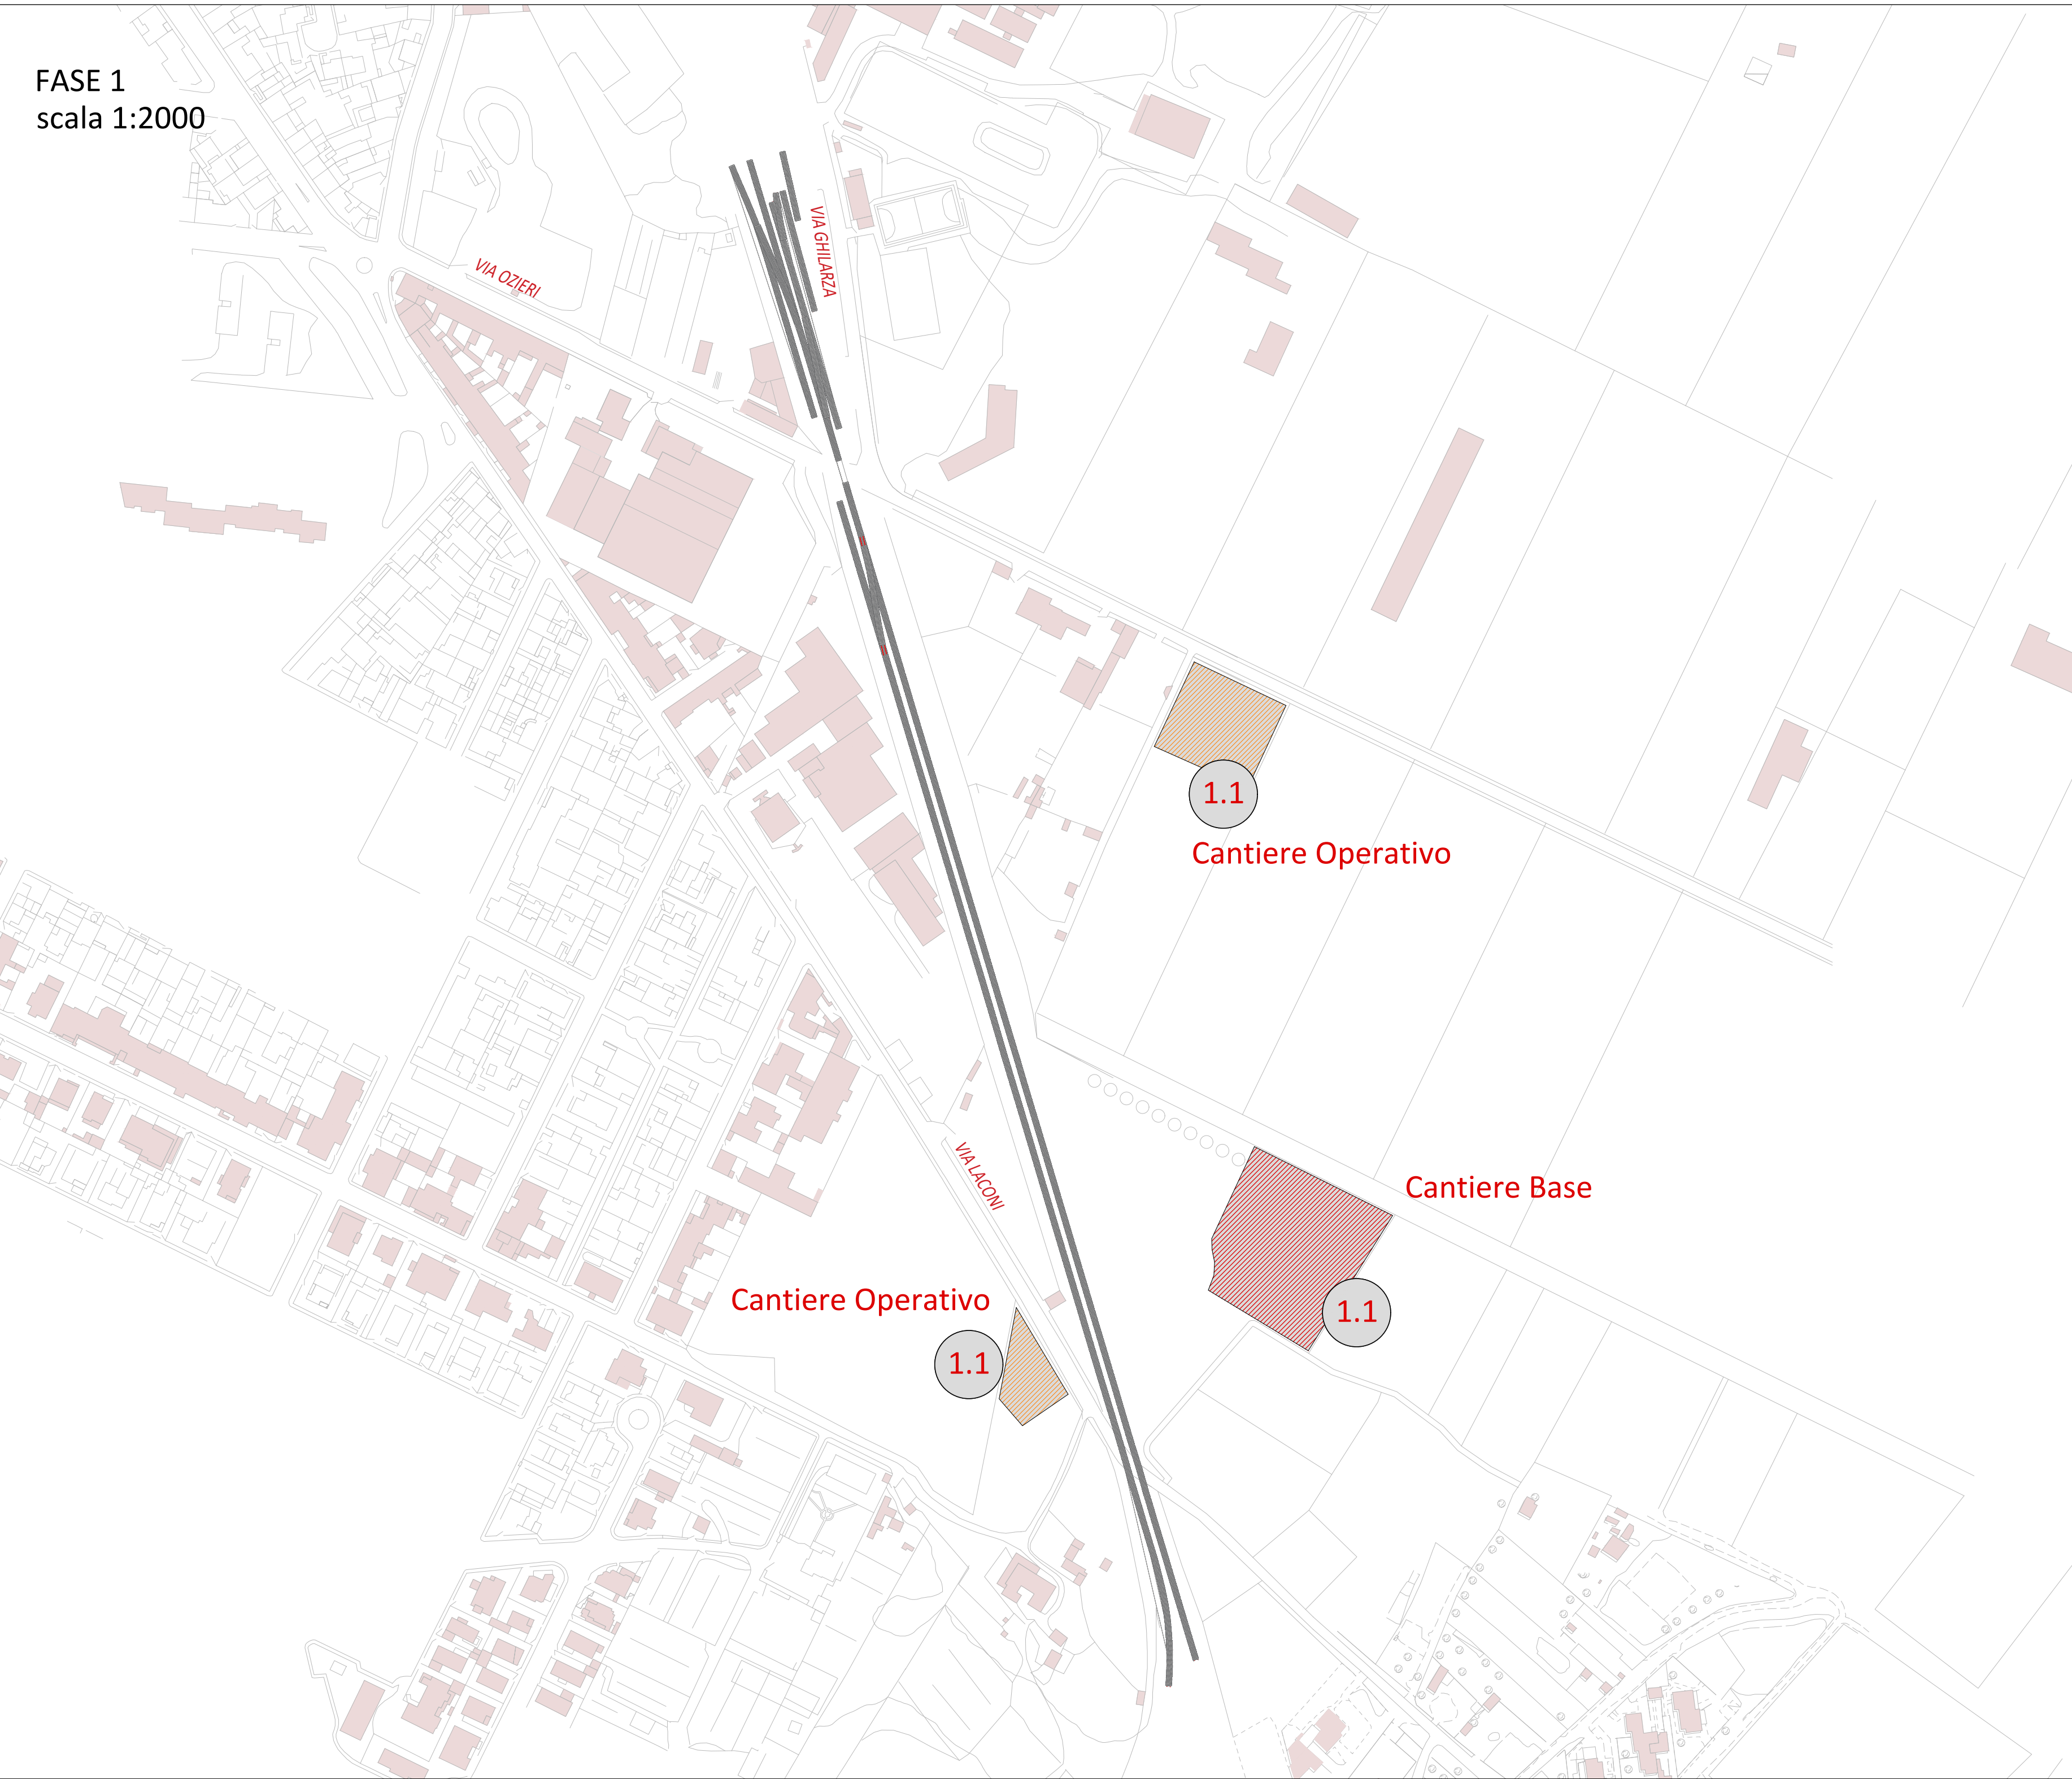 FASE 1
scala 1:2000
VIA GHILARZA
VIA OZIERI
1.1
Cantiere Operativo
VIA LACONI
Cantiere Base
Cantiere Operativo
1.1
1.1